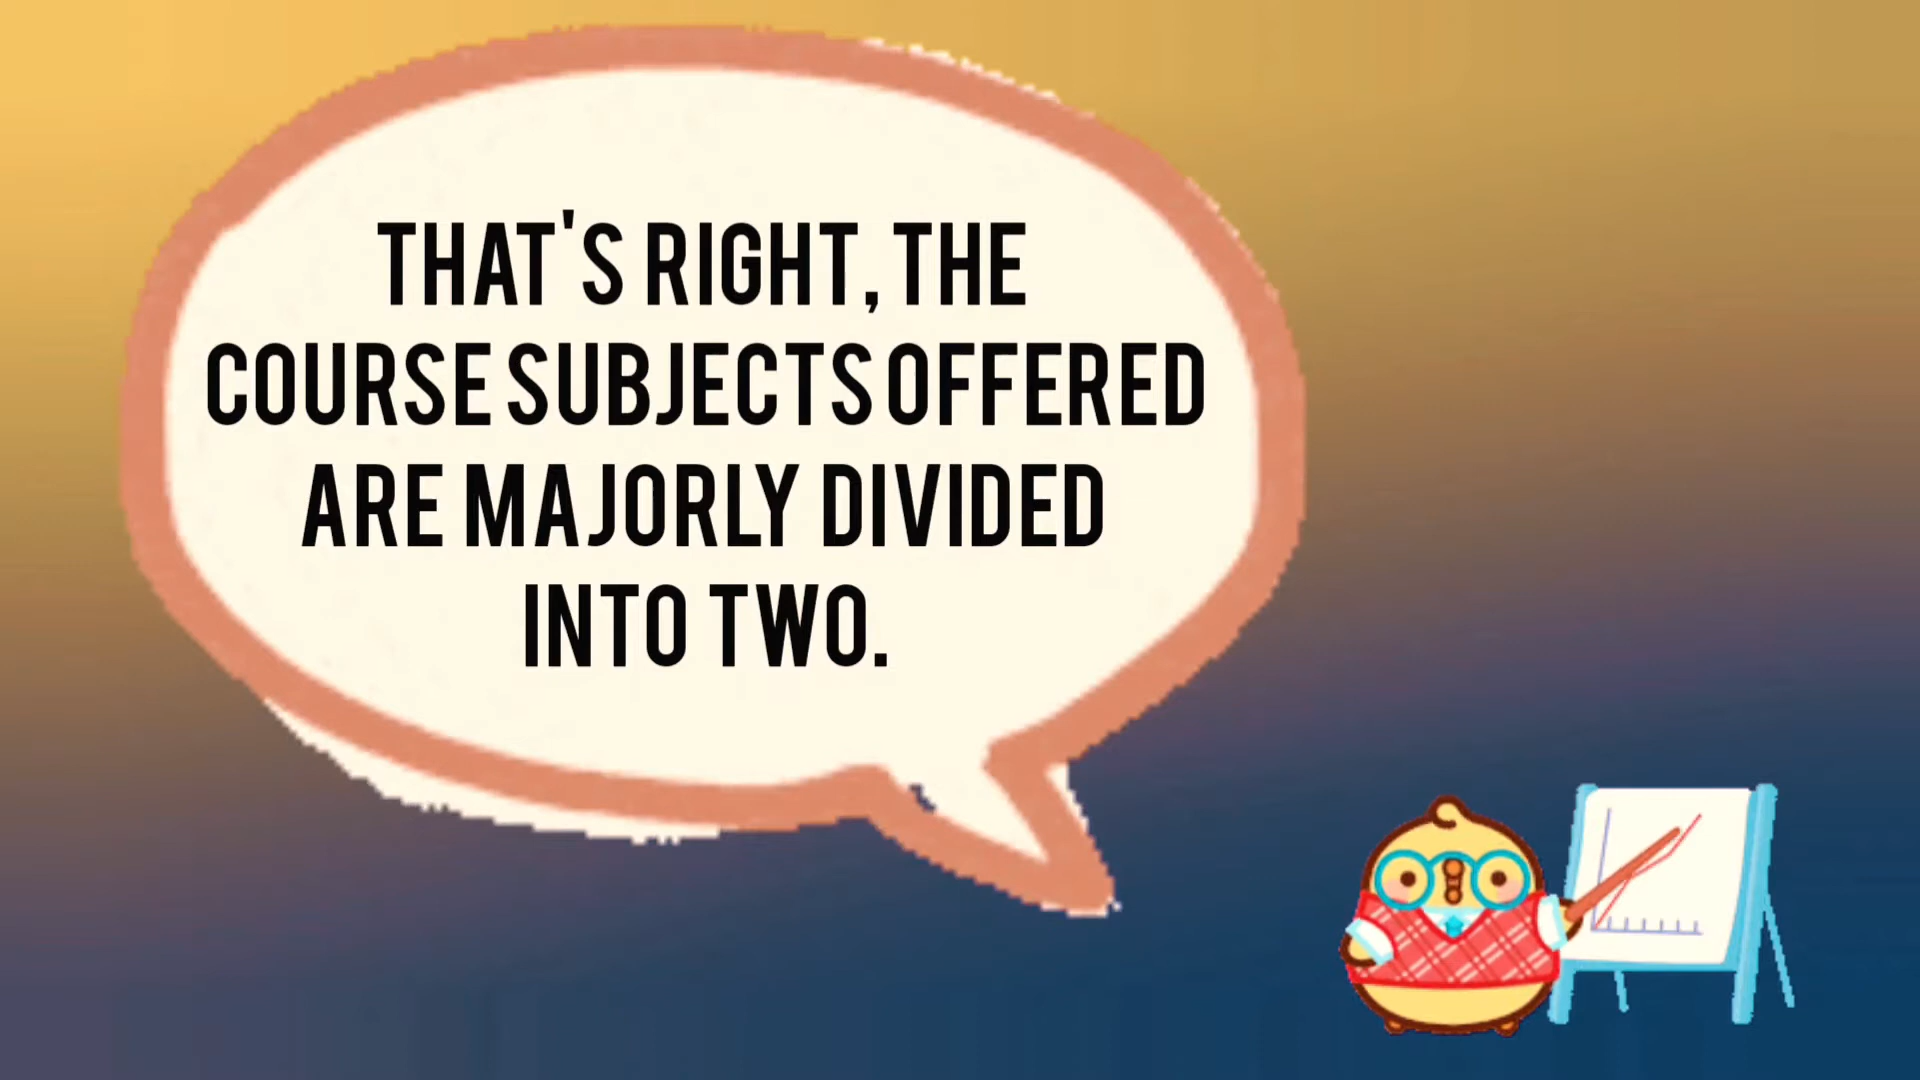 THAT'S RIGHT, THE
COURSE SUBJECTS OFFERED
ARE MAJORLY DIVIDED
INTO TWO.